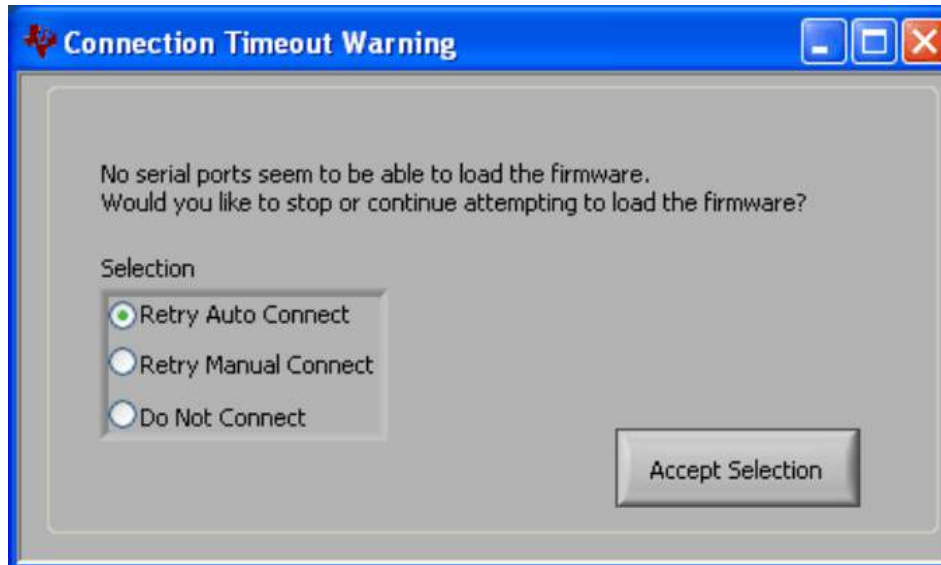 Connection Timeout Warning
No serial ports seem to be able to load the firmware.
Would you like to stop or continue attempting to load the firmware?
Selection
Retry Auto Connect
Retry Manual Connect
Do Not Connect
Accept Selection